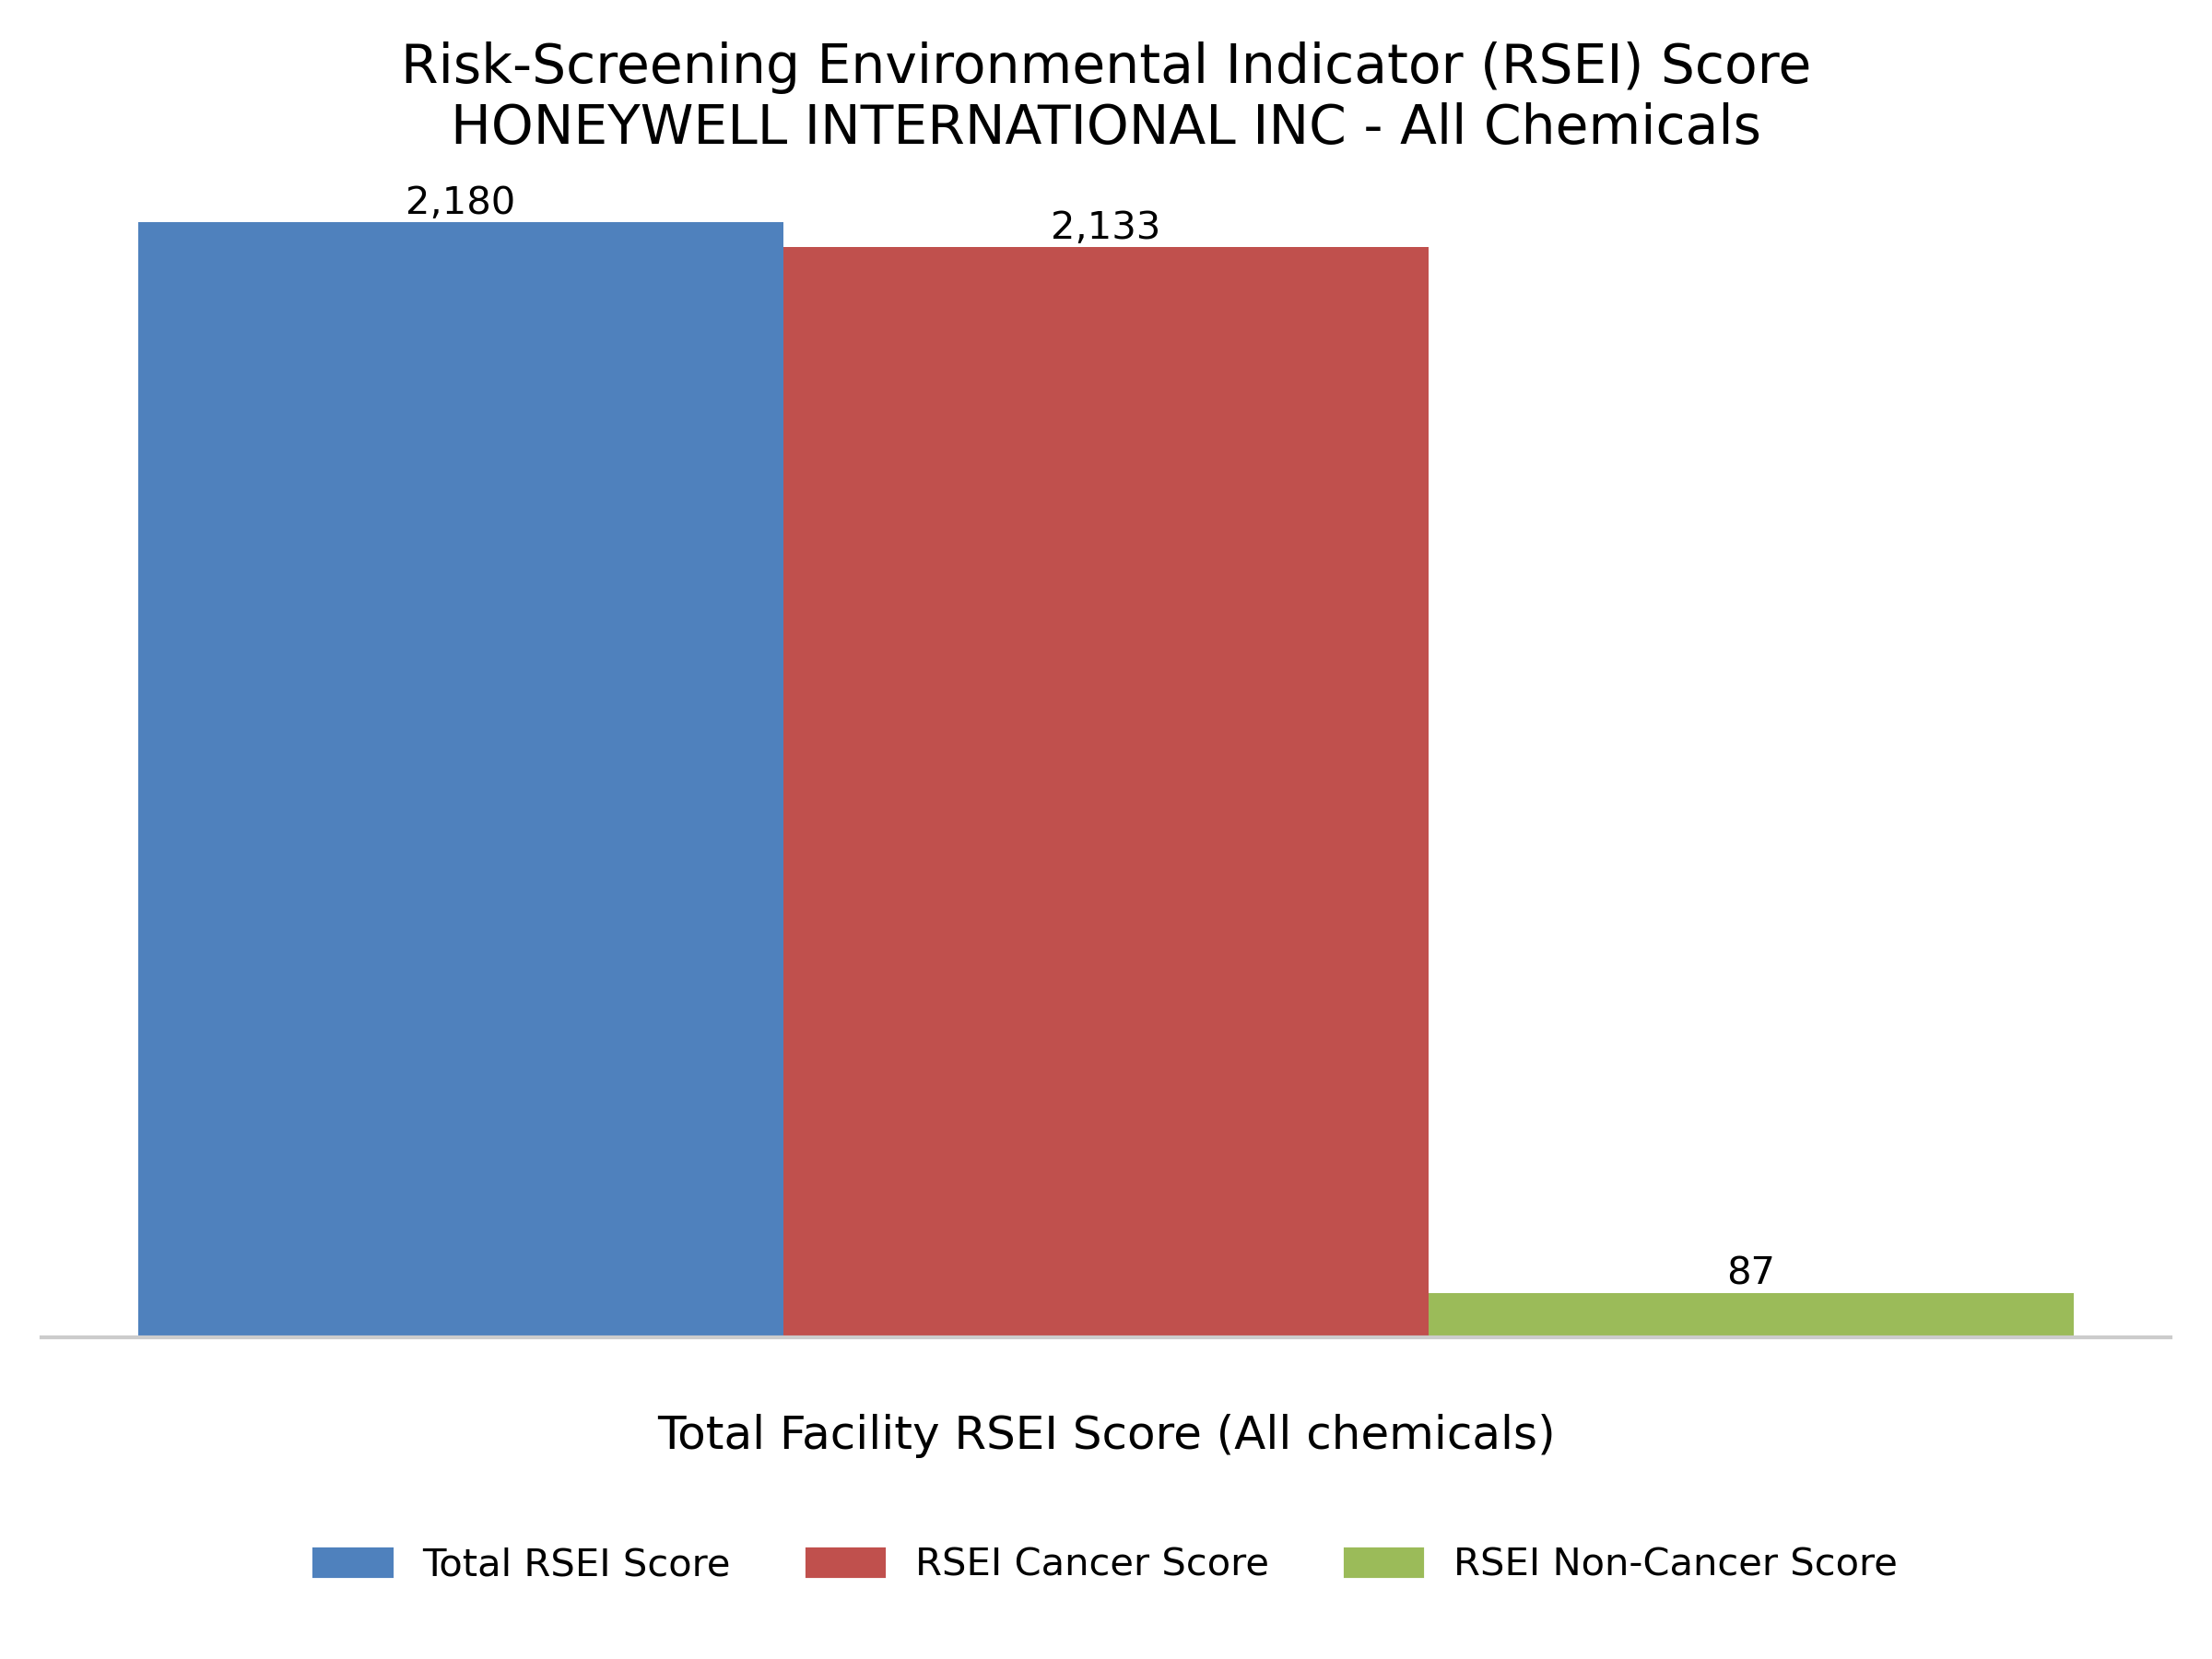 Risk-Screening Environmental Indicator (RSEI) Score
HONEYWELL INTERNATIONAL INC - All Chemicals
2,180
2,133
87
Total Facility RSEI Score (All chemicals)
Total RSEI Score
RSEI Cancer Score
RSEI Non-Cancer Score